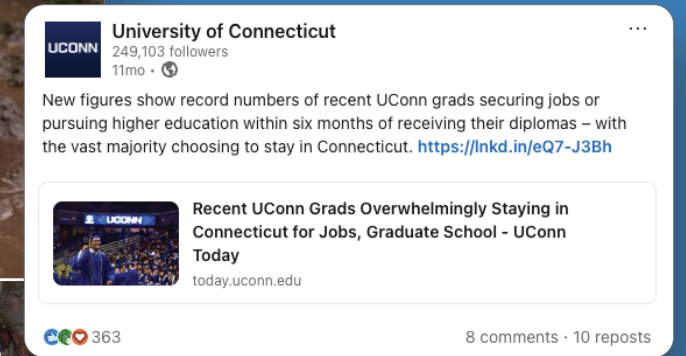 UCONN
University of Connecticut
249,103 followers
11mo •
...
New figures show record numbers of recent UConn grads securing jobs or
pursuing higher education within six months of receiving their diplomas – with
the vast majority choosing to stay in Connecticut. https://lnkd.in/eQ7-J3Bh
UCONN
Recent UConn Grads Overwhelmingly Staying in
Connecticut for Jobs, Graduate School - UConn
Today
today.uconn.edu
363
8 comments · 10 reposts